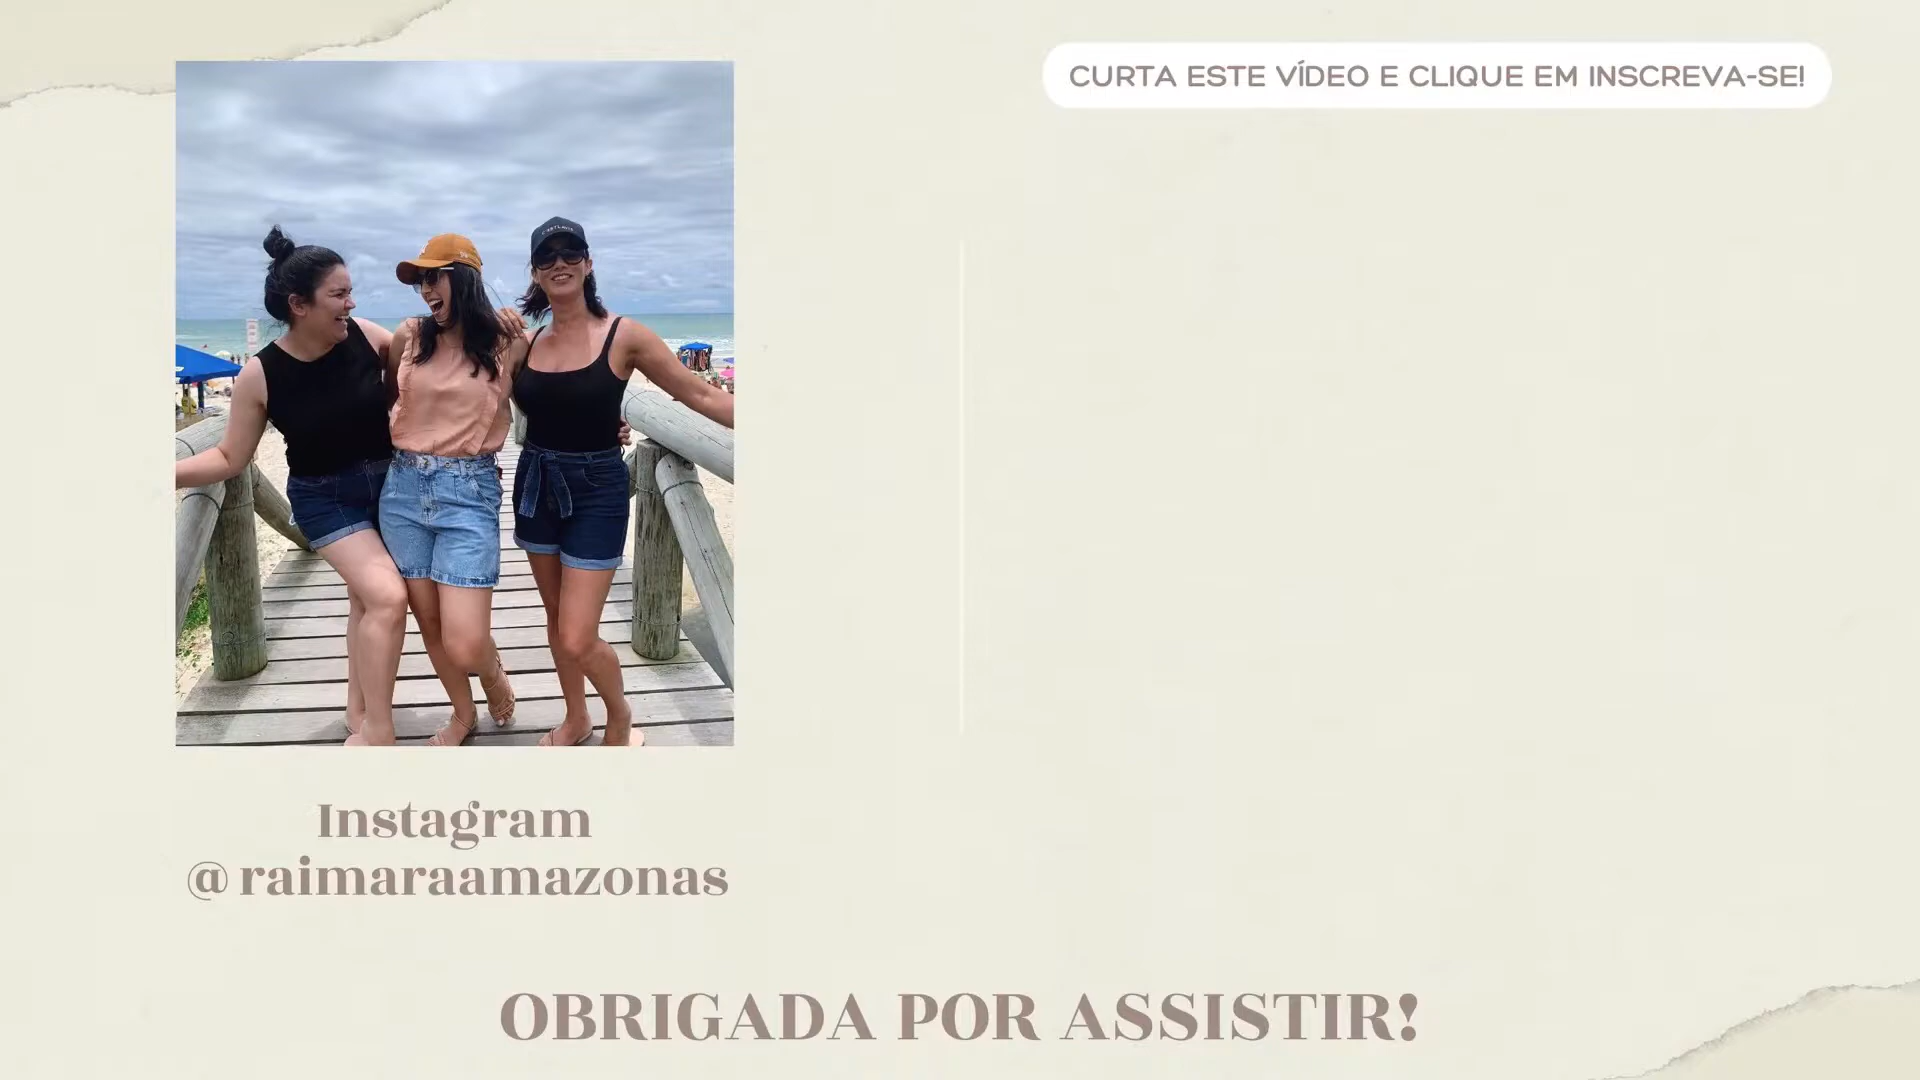 CURTA ESTE VÍDEO E CLIQUE EM INSCREVA-SE!
Instagram
@raimaraamazonas
OBRIGADA POR ASSISTIR!